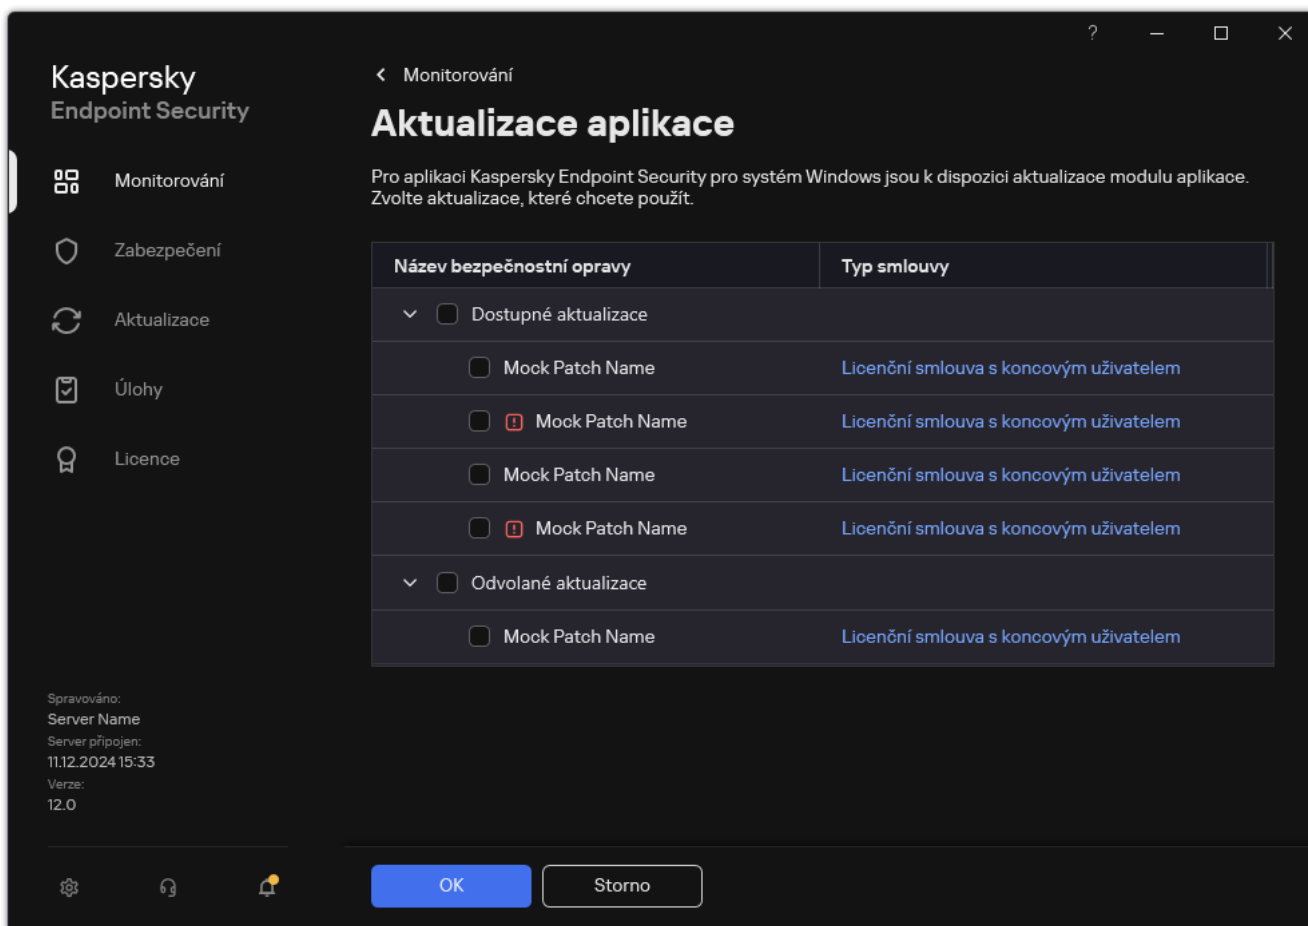 ?
Kaspersky
Endpoint Security
Monitorování
Zabezpečení
Aktualizace
Úlohy
Licence
Spravováno:
Server Name
Server připojen:
11.12.2024 15:33
Verze:
12.0
Monitorování
Aktualizace aplikace
Pro aplikaci Kaspersky Endpoint Security pro systém Windows jsou k dispozici aktualizace modulu aplikace.
Zvolte aktualizace, které chcete použít.
Název bezpečnostní opravy Typ smlouvy
Dostupné aktualizace
Mock Patch Name Licenční smlouva s koncovým uživatelem
Mock Patch Name Licenční smlouva s koncovým uživatelem
Mock Patch Name Licenční smlouva s koncovým uživatelem
Mock Patch Name Licenční smlouva s koncovým uživatelem
Odvolané aktualizace
Mock Patch Name Licenční smlouva s koncovým uživatelem
OK Storno